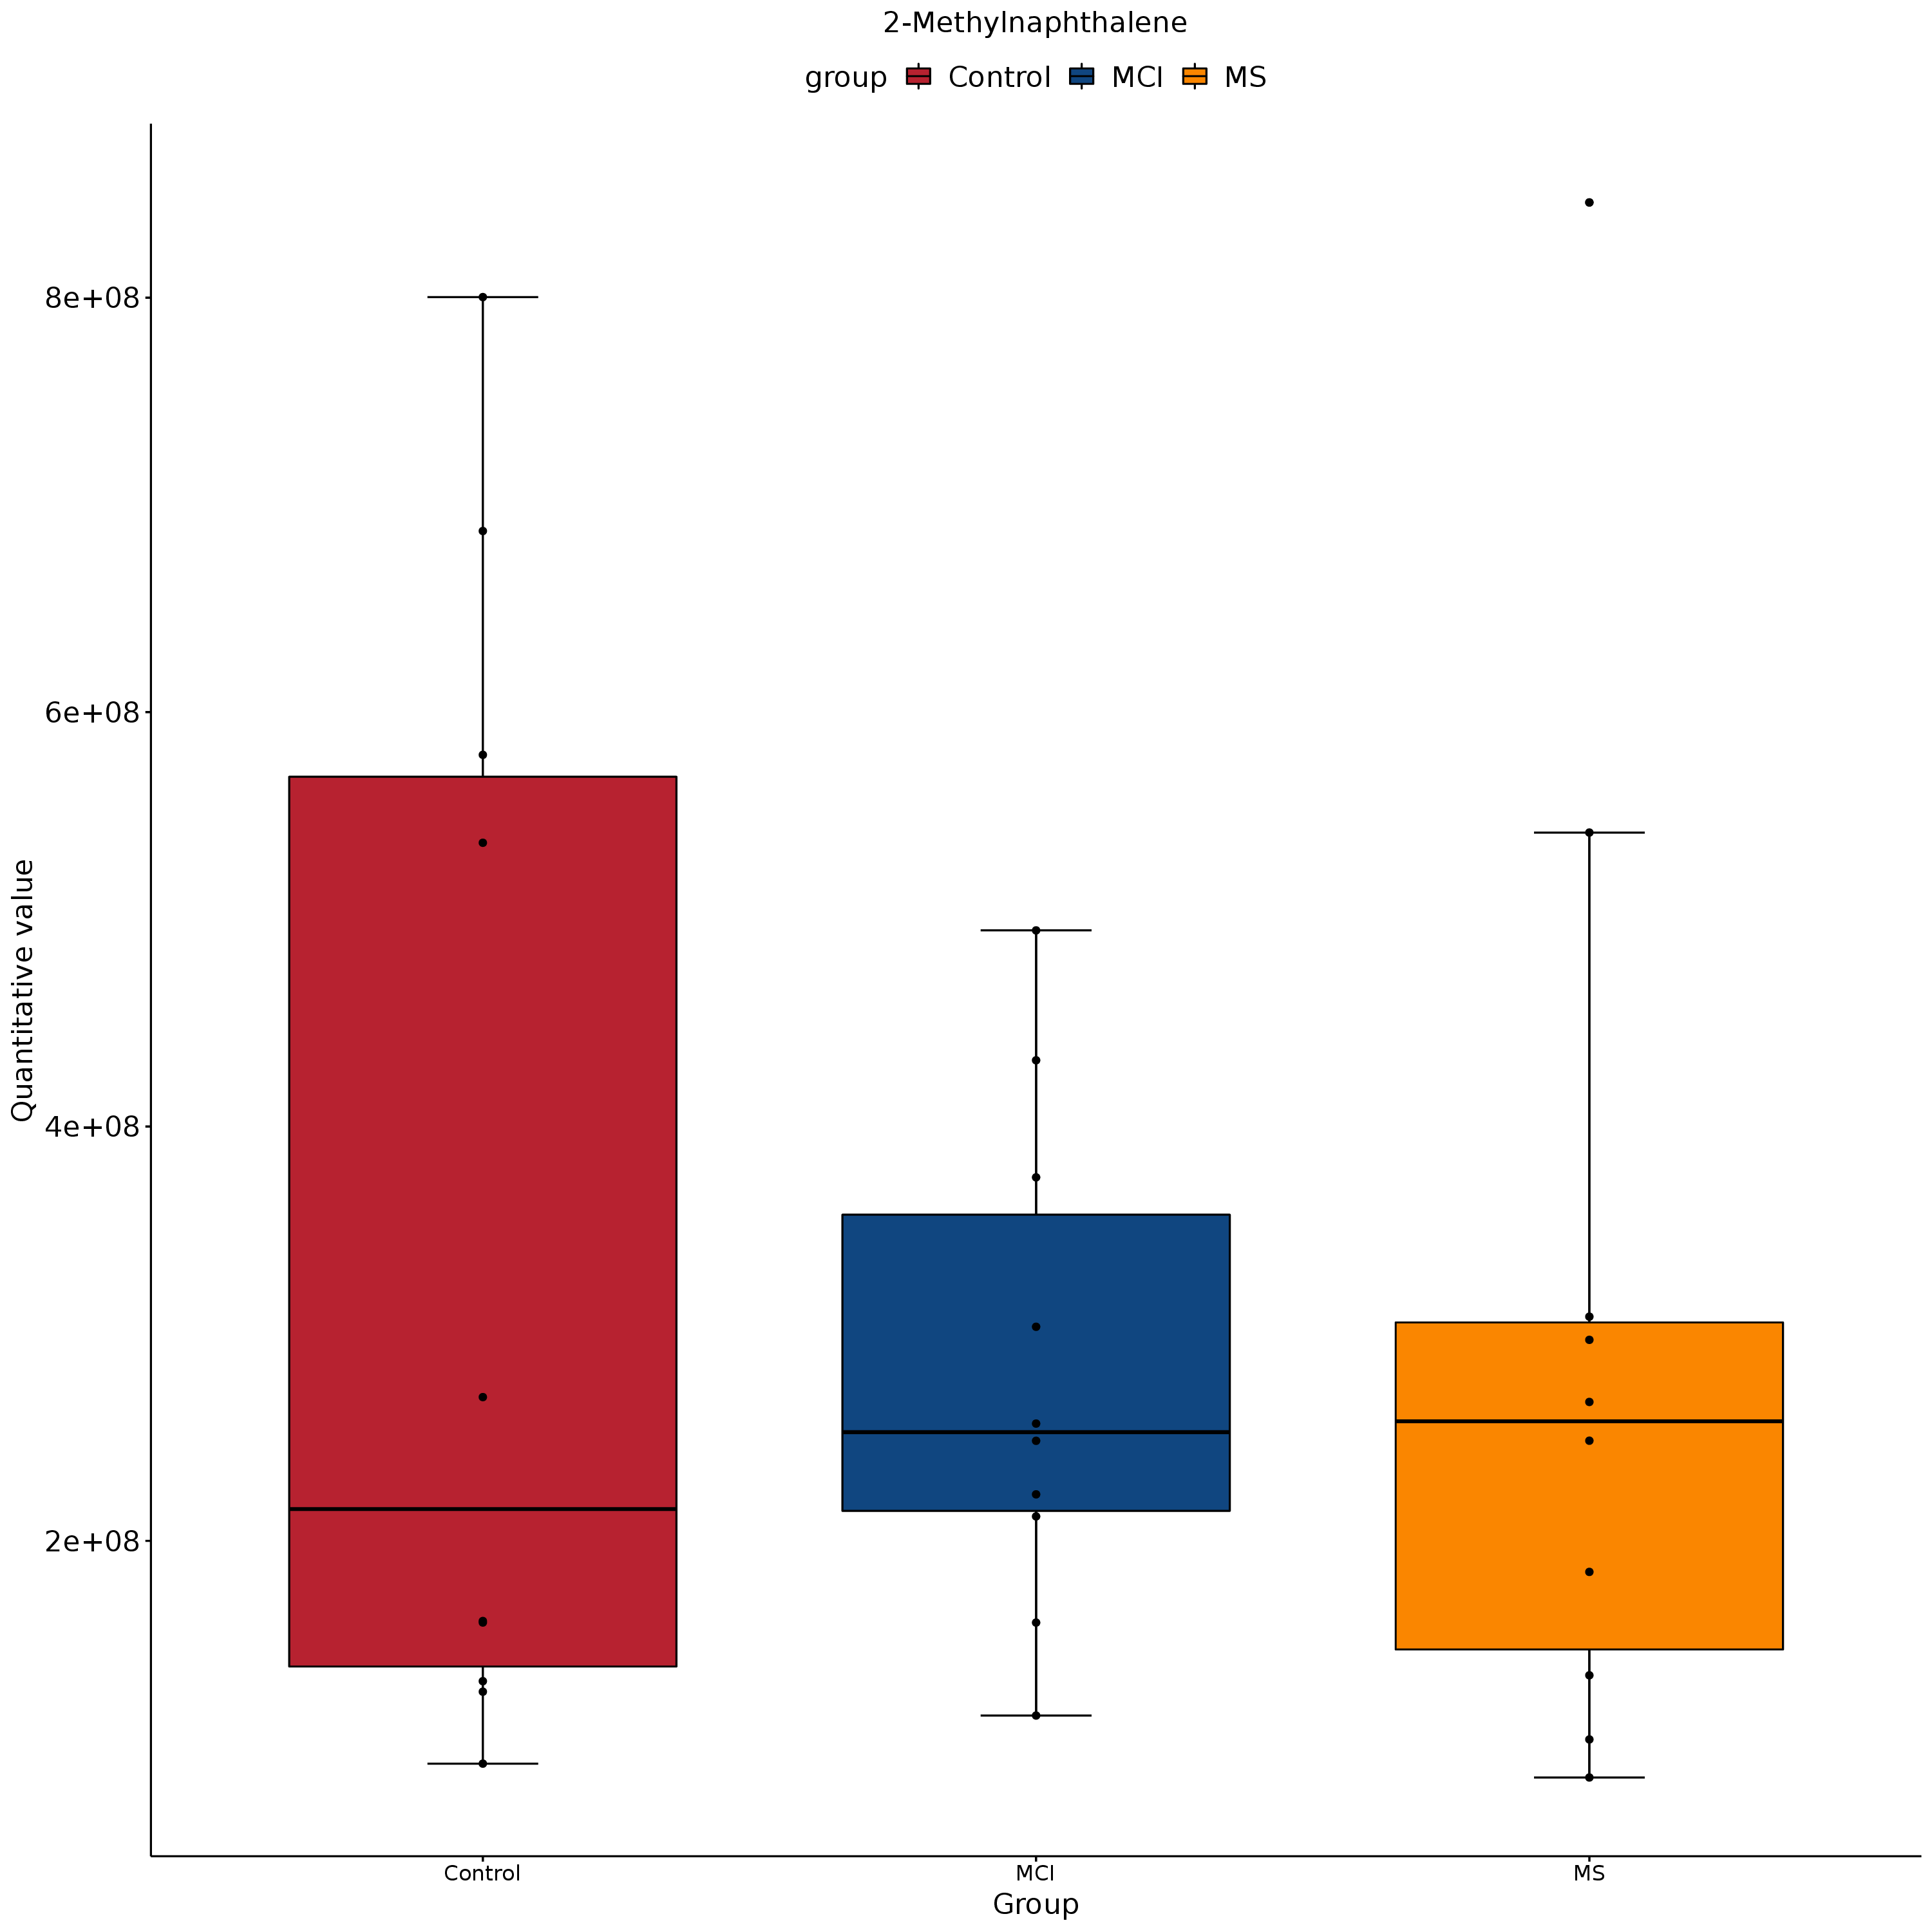 2-Methylnaphthalene
group Control MCI MS
8e+08
6e+08
4e+08
2e+08
Quantitative value
Control MCI MS
Group